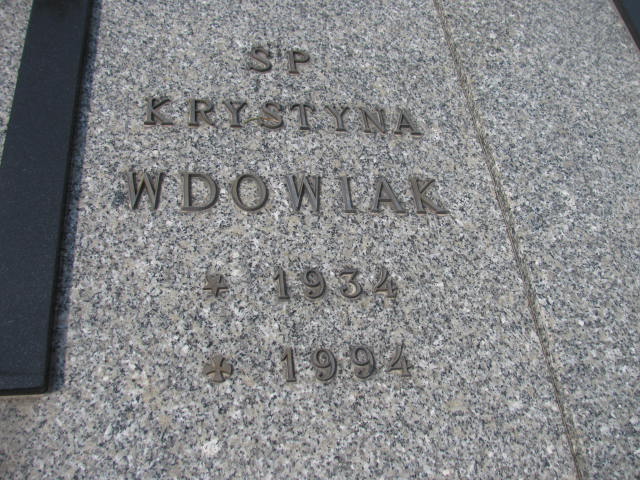 SP
KRYSTYNA
WDOWIAK
* 1934
✠ 1994